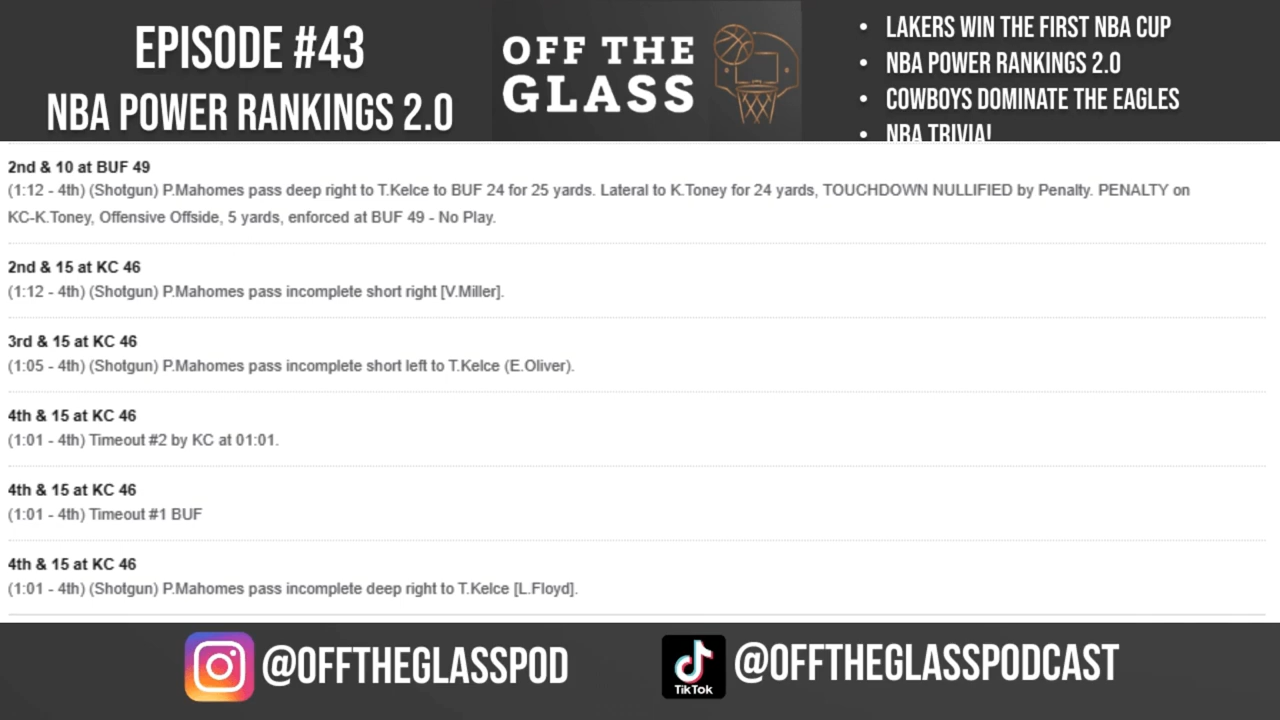 EPISODE #43
NBA POWER RANKINGS 2.0
OFF THE
GLASS
• LAKERS WIN THE FIRST NBA CUP
• NBA POWER RANKINGS 2.0
• COWBOYS DOMINATE THE EAGLES
• NBA TRIVIA!
2nd & 10 at BUF 49
(1:12 - 4th) (Shotgun) P.Mahomes pass deep right to T.Kelce to BUF 24 for 25 yards. Lateral to K.Toney for 24 yards, TOUCHDOWN NULLIFIED by Penalty. PENALTY on
KC-K.Toney, Offensive Offside, 5 yards, enforced at BUF 49 - No Play.
2nd & 15 at KC 46
(1:12 - 4th) (Shotgun) P.Mahomes pass incomplete short right [V.Miller].
3rd & 15 at KC 46
(1:05 - 4th) (Shotgun) P.Mahomes pass incomplete short left to T.Kelce (E.Oliver).
4th & 15 at KC 46
(1:01 - 4th) Timeout #2 by KC at 01:01.
4th & 15 at KC 46
(1:01 - 4th) Timeout #1 BUF
4th & 15 at KC 46
(1:01 - 4th) (Shotgun) P.Mahomes pass incomplete deep right to T.Kelce [L.Floyd].
@OFFTHEGLASSPOD
TikTok
@OFFTHEGLASSPODCAST